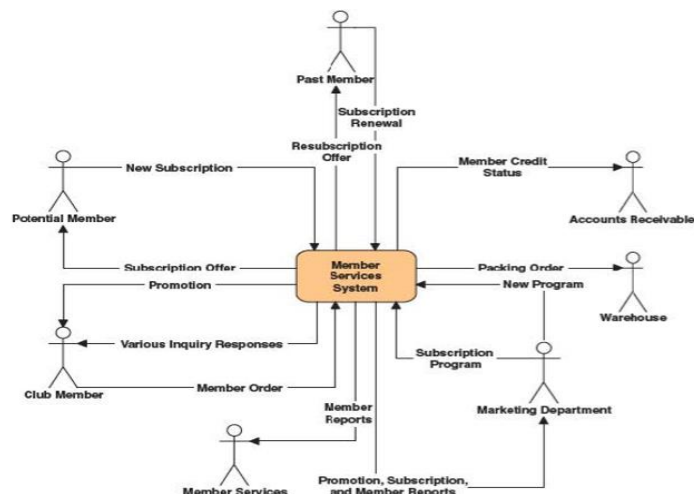 Past Member
Subscription
Renewal
Resubscription
Offer
New Subscription
Member Credit
Status
Potential Member
Accounts Receivable
Subscription Offer
Member
Services
System
Packing Order
Promotion
New Program
Warehouse
Various Inquiry Responses
Subscription
Program
Club Member
Member Order
Marketing Department
Member
Reports
Member Services
Promotion, Subscription,
and Member Reports